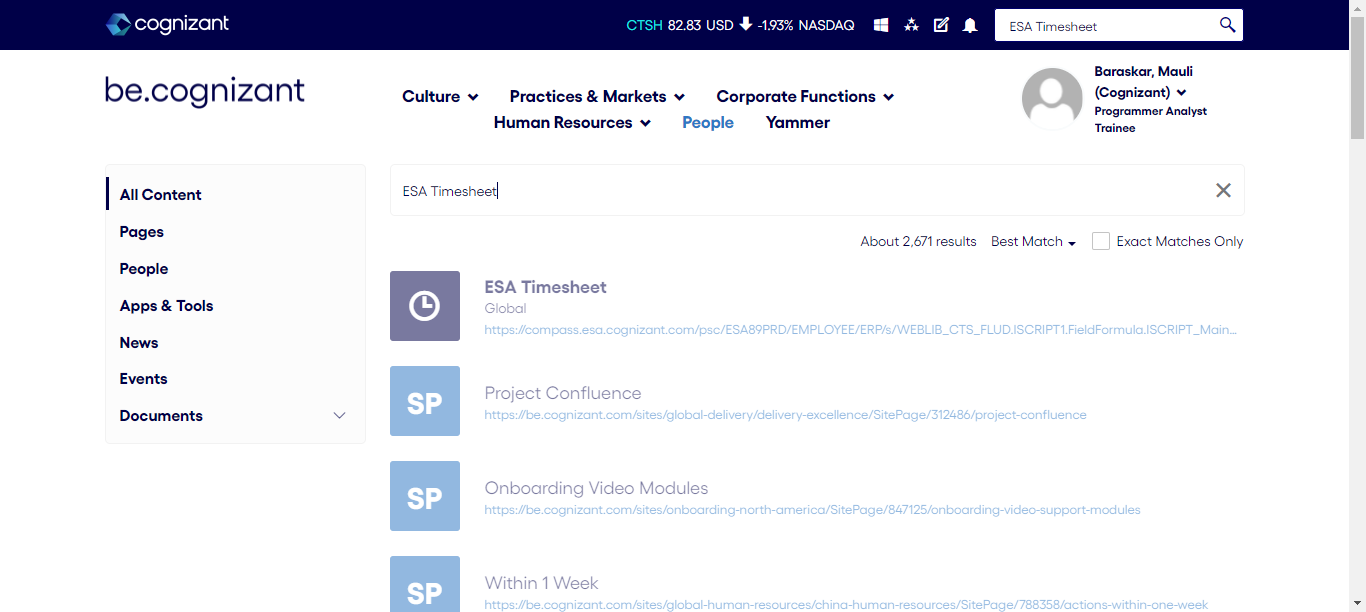 cognizant
CTSH 82.83 USD -1.93% NASDAQ
ESA Timesheet
be.cognizant
Culture
Practices & Markets
Corporate Functions
Human Resources
People
Yammer
Baraskar, Mauli
(Cognizant)
Programmer Analyst
Trainee
All Content
Pages
People
Apps & Tools
News
Events
Documents
ESA Timesheet
About 2,671 results Best Match Exact Matches Only
ESA Timesheet
Global
https://compass.esa.cognizant.com/psc/ESA89PRD/EMPLOYEE/ERP/s/WEBLIB_CTS_FLUD.ISCRIPT1.FieldFormula.ISCRIPT_Main...
SP
Project Confluence
https://be.cognizant.com/sites/global-delivery/delivery-excellence/SitePage/312486/project-confluence
SP
Onboarding Video Modules
https://be.cognizant.com/sites/onboarding-north-america/SitePage/847125/onboarding-video-support-modules
SP
Within 1 Week
https://be.cognizant.com/sites/global-human-resources/china-human-resources/SitePage/788358/actions-within-one-week